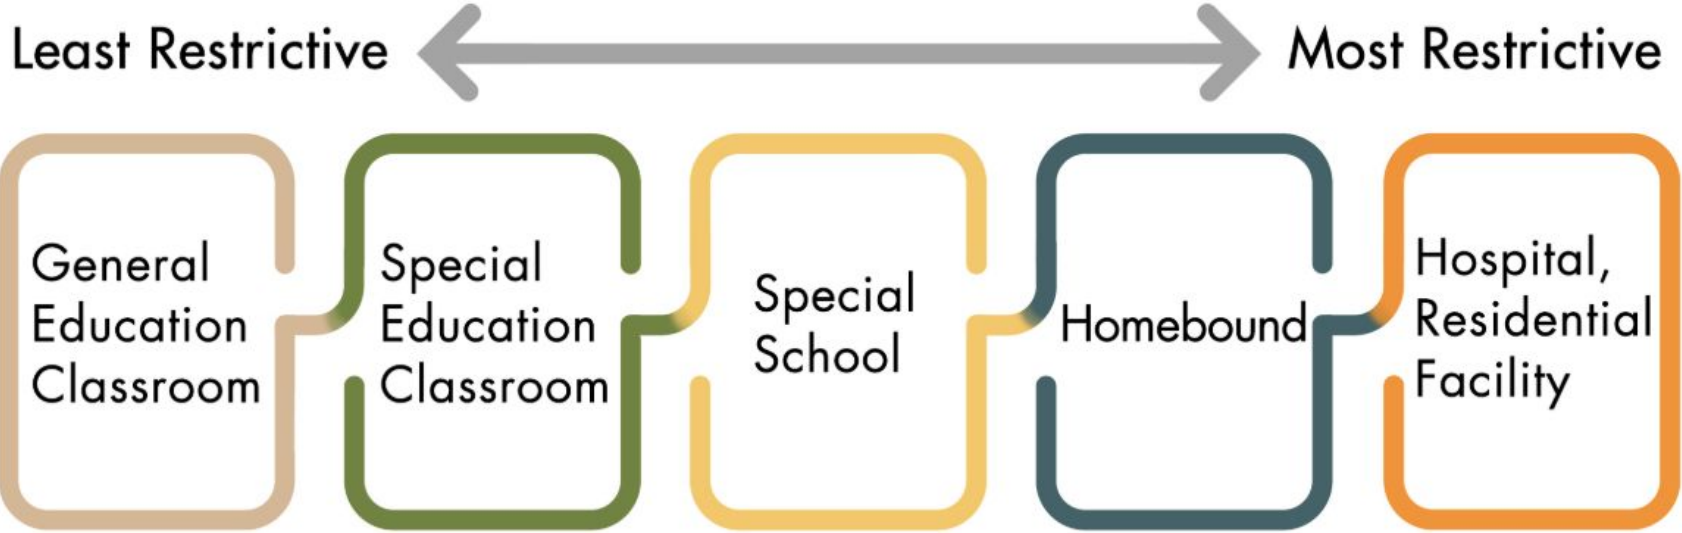 Least Restrictive
Most Restrictive
General
Education
Classroom
Special
Education
Classroom
Special
School
Homebound
Hospital,
Residential
Facility